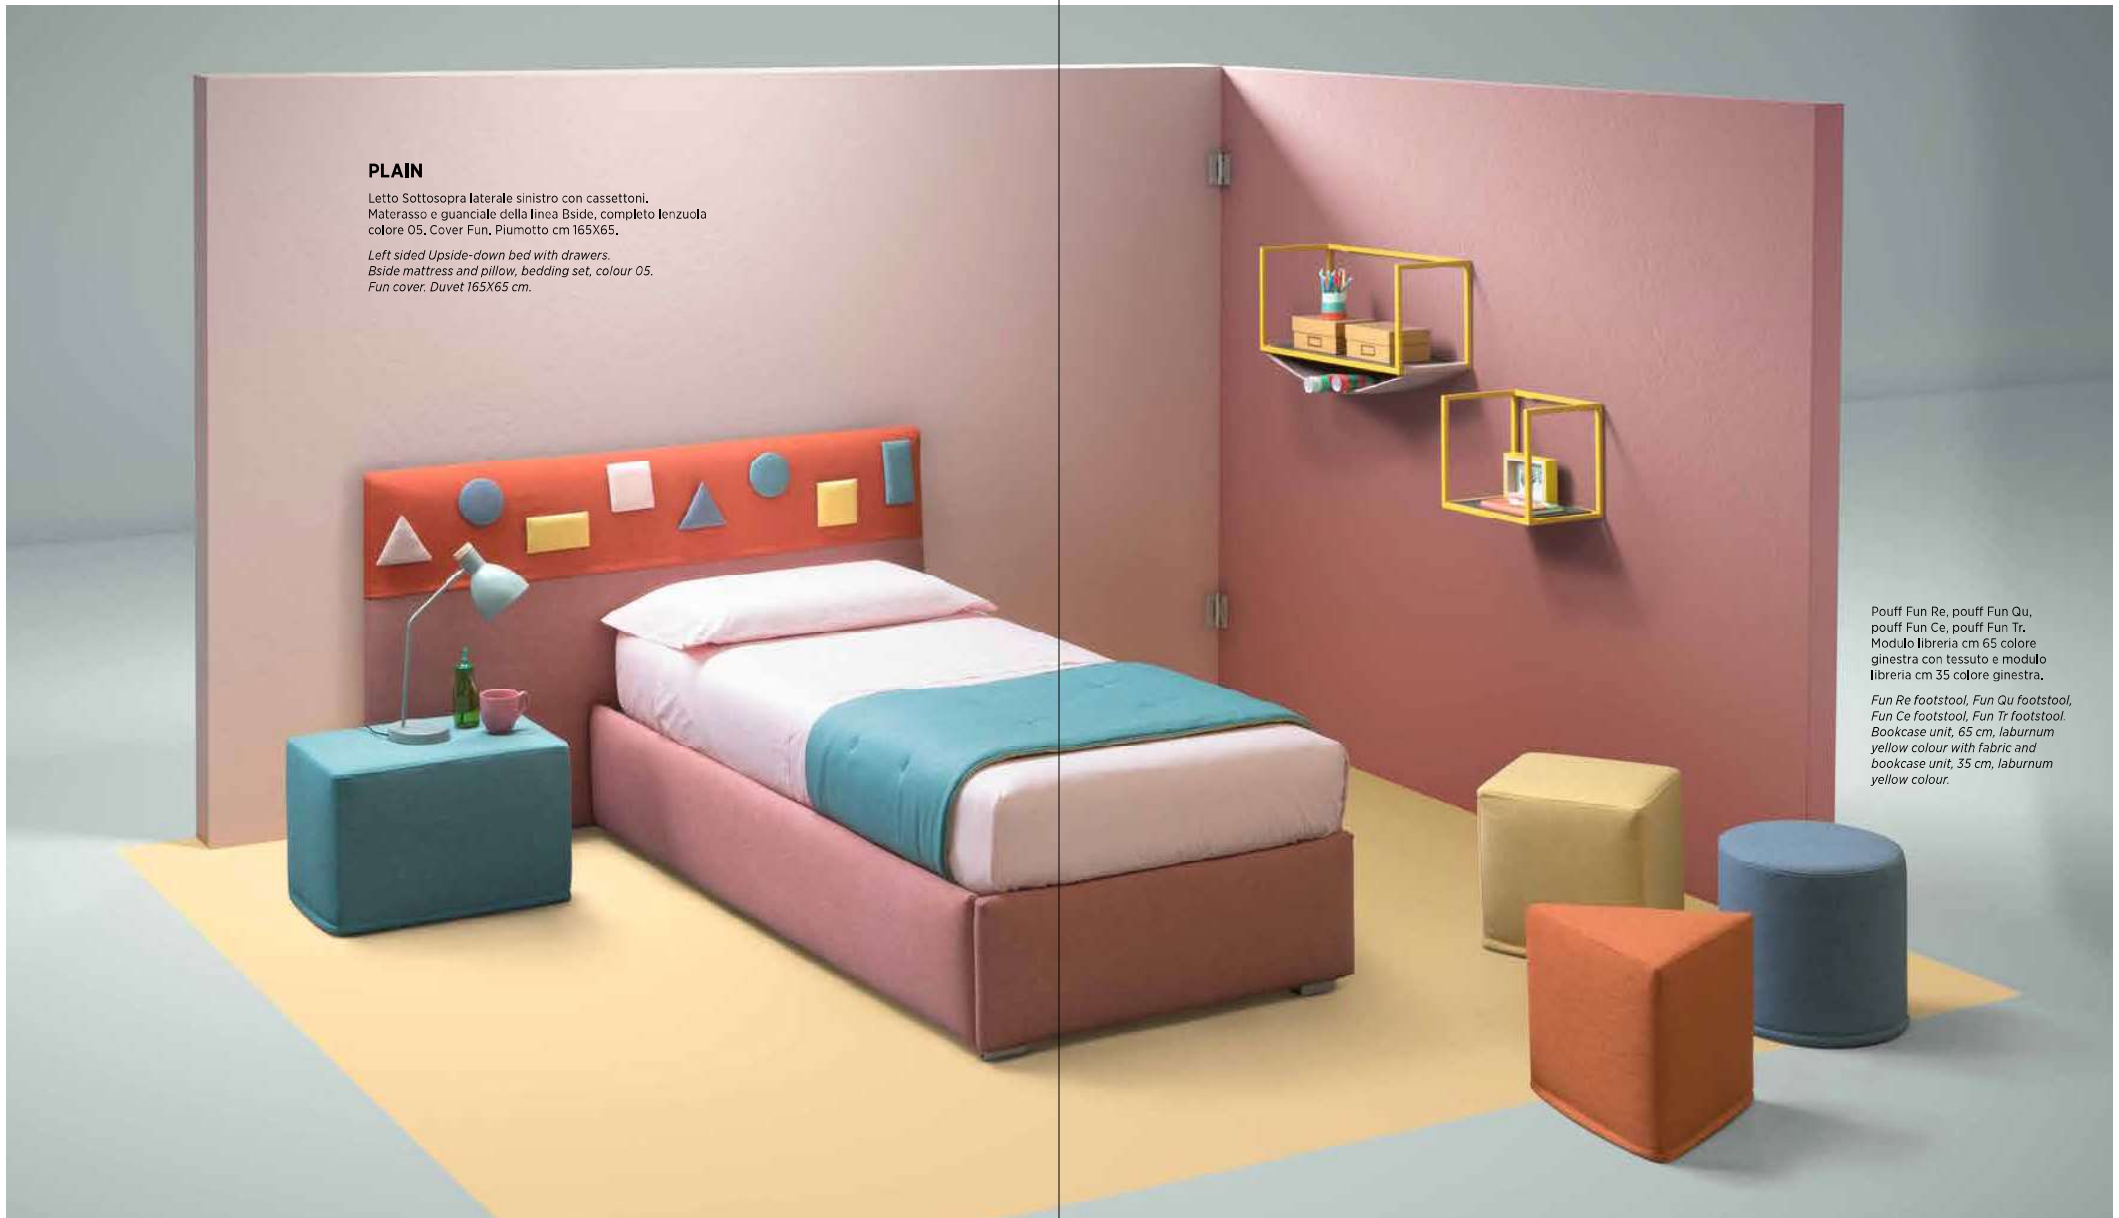 PLAIN
Letto Sottosopra laterale sinistro con cassettoni.
Materasso e guanciale della linea Bside, completo lenzuola
colore 05. Cover Fun. Piumotto cm 165X65.
Left sided Upside-down bed with drawers.
Bside mattress and pillow, bedding set, colour 05.
Fun cover. Duvet 165X65 cm.
Pouff Fun Re, pouff Fun Qu,
pouff Fun Ce, pouff Fun Tr.
Modulo libreria cm 65 colore
ginestra con tessuto e modulo
libreria cm 35 colore ginestra.
Fun Re footstool, Fun Qu footstool,
Fun Ce footstool, Fun Tr footstool.
Bookcase unit, 65 cm, laburnum
yellow colour with fabric and
bookcase unit, 35 cm, laburnum
yellow colour.